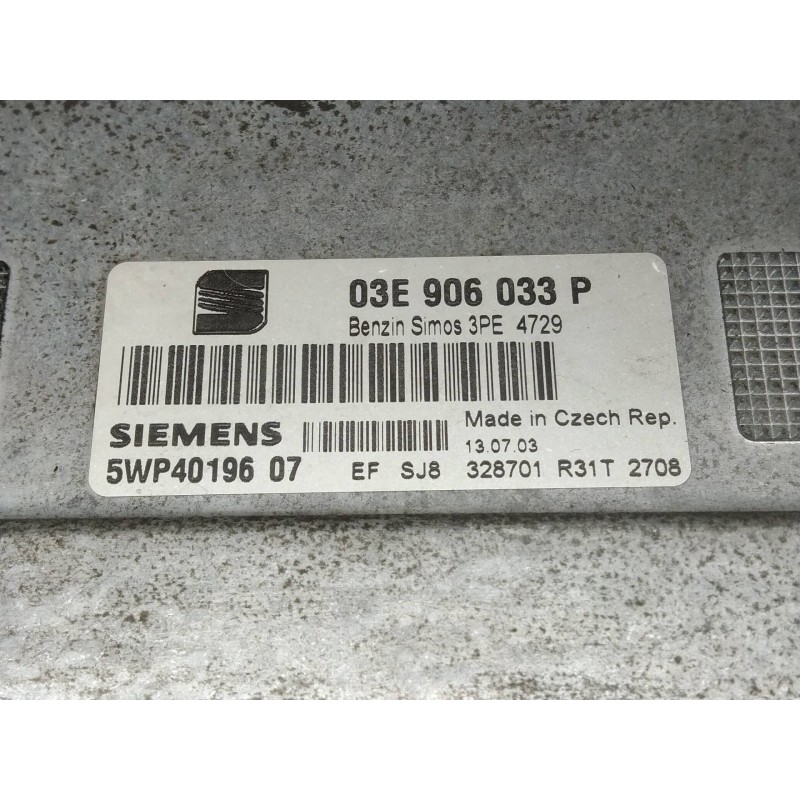 03E 906 033 P
Benzin Simos 3PE 4729
Made in Czech Rep.
SIEMENS
13.07.03
5WP40196 07 EF SJ8 328701 R31T 2708